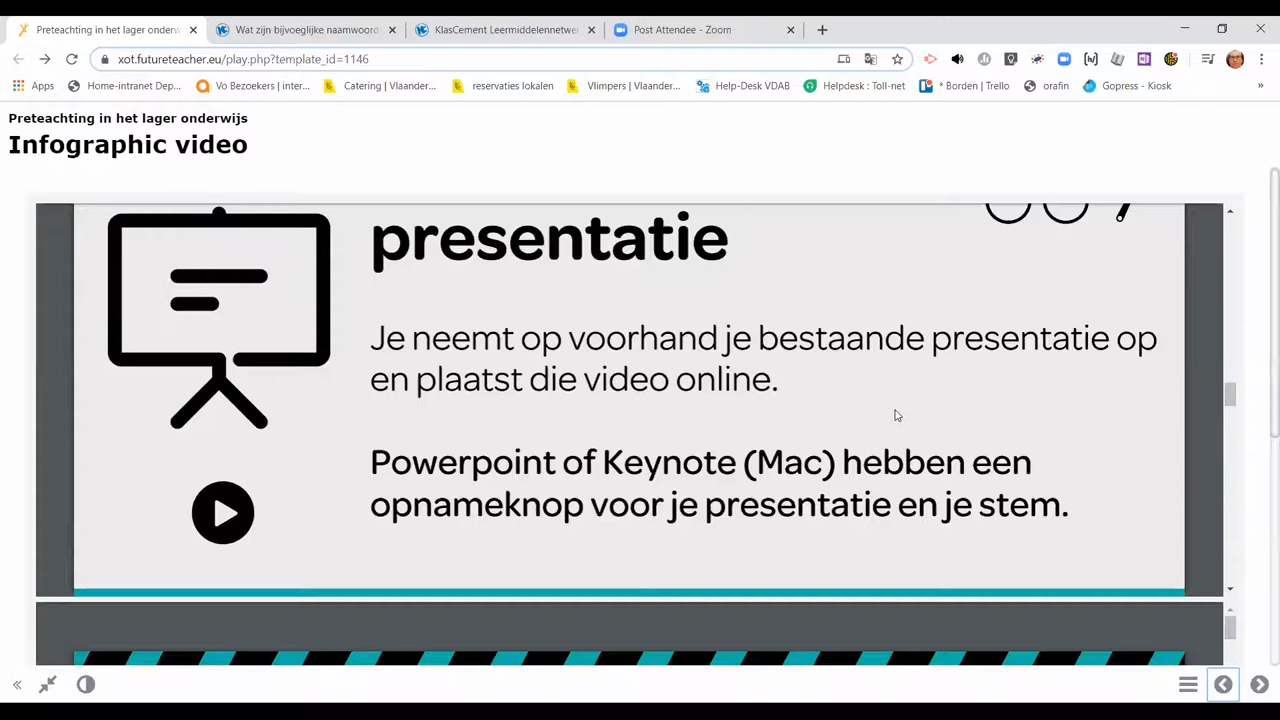 Preteachting in het lager onderw
Wat zijn bijvoeglijke naamwoord
KlasCement Leermiddelennetwe
Post Attendee - Zoom
xot.futureteacher.eu/play.php?template_id=1146
Apps
Home-intranet Dep...
Vo Bezoekers | inter...
Catering | Vlaander...
reservaties lokalen
Vlimpers | Vlaander...
Help-Desk VDAB
Helpdesk : Toll-net
* Borden | Trello
orafin
Gopress - Kiosk
»
Preteachting in het lager onderwijs
Infographic video
presentatie
Je neemt op voorhand je bestaande presentatie op
en plaatst die video online.
Powerpoint of Keynote (Mac) hebben een
opnameknop voor je presentatie en je stem.